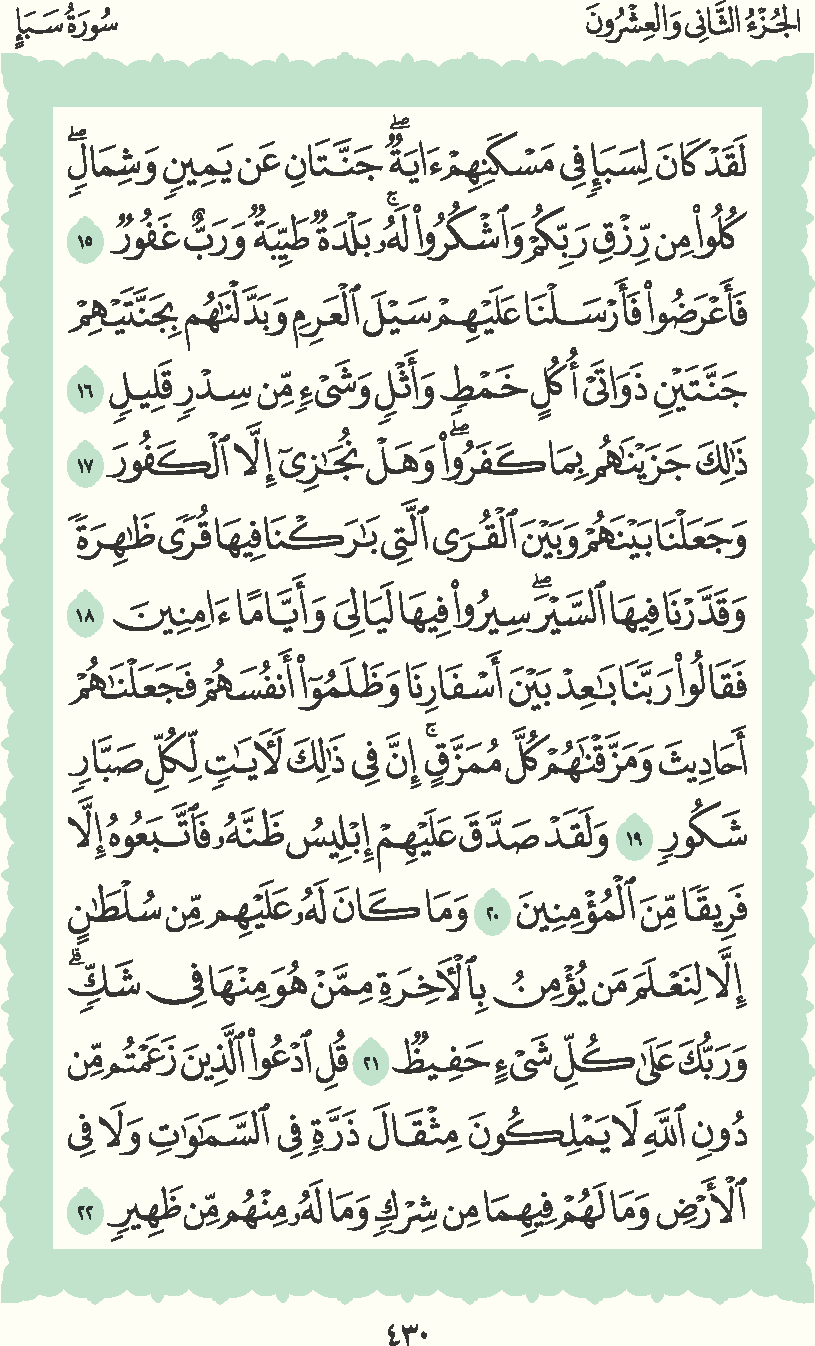 الجُزْءُ الثَّانِى وَالعِشْرُونَ
سُورَةُ سَبَإٍ
لَقَدْ كَانَ لِسَبَإٍ فِى مَسْكَنِهِمْ ءَايَةٌ ۖ جَنَّتَانِ عَن يَمِينٍ وَشِمَالٍ ۖ
كُلُوا۟ مِن رِّزْقِ رَبِّكُمْ وَٱشْكُرُوا۟ لَهُۥ ۚ بَلْدَةٌ طَيِّبَةٌ وَرَبٌّ غَفُورٌ ١٥
فَأَعْرَضُوا۟ فَأَرْسَلْنَا عَلَيْهِمْ سَيْلَ ٱلْعَرِمِ وَبَدَّلْنَٰهُم بِجَنَّتَيْهِمْ
جَنَّتَيْنِ ذَوَاتَىْ أُكُلٍ خَمْطٍ وَأَثْلٍ وَشَىْءٍ مِّن سِدْرٍ قَلِيلٍ ١٦
ذَٰلِكَ جَزَيْنَٰهُم بِمَا كَفَرُوا۟ ۖ وَهَلْ نُجَٰزِىٓ إِلَّا ٱلْكَفُورَ ١٧
وَجَعَلْنَا بَيْنَهُمْ وَبَيْنَ ٱلْقُرَى ٱلَّتِى بَٰرَكْنَا فِيهَا قُرًى ظَٰهِرَةً
وَقَدَّرْنَا فِيهَا ٱلسَّيْرَ ۖ سِيرُوا۟ فِيهَا لَيَالِىَ وَأَيَّامًا ءَامِنِينَ ١٨
فَقَالُوا۟ رَبَّنَا بَٰعِدْ بَيْنَ أَسْفَارِنَا وَظَلَمُوٓا۟ أَنفُسَهُمْ فَجَعَلْنَٰهُمْ
أَحَادِيثَ وَمَزَّقْنَٰهُمْ كُلَّ مُمَزَّقٍ ۚ إِنَّ فِى ذَٰلِكَ لَءَايَٰتٍ لِّكُلِّ صَبَّارٍ
شَكُورٍ ١٩ وَلَقَدْ صَدَّقَ عَلَيْهِمْ إِبْلِيسُ ظَنَّهُۥ فَٱتَّبَعُوهُ إِلَّا
فَرِيقًا مِّنَ ٱلْمُؤْمِنِينَ ٢٠ وَمَا كَانَ لَهُۥ عَلَيْهِم مِّن سُلْطَٰنٍ
إِلَّا لِنَعْلَمَ مَن يُؤْمِنُ بِٱلْءَاخِرَةِ مِمَّنْ هُوَ مِنْهَا فِى شَكٍّ ۗ
وَرَبُّكَ عَلَىٰ كُلِّ شَىْءٍ حَفِيظٌ ٢١ قُلِ ٱدْعُوا۟ ٱلَّذِينَ زَعَمْتُم مِّن
دُونِ ٱللَّهِ لَا يَمْلِكُونَ مِثْقَالَ ذَرَّةٍ فِى ٱلسَّمَٰوَٰتِ وَلَا فِى
ٱلْأَرْضِ وَمَا لَهُمْ فِيهِمَا مِن شِرْكٍ وَمَا لَهُۥ مِنْهُم مِّن ظَهِيرٍ ٢٢
٤٣٠